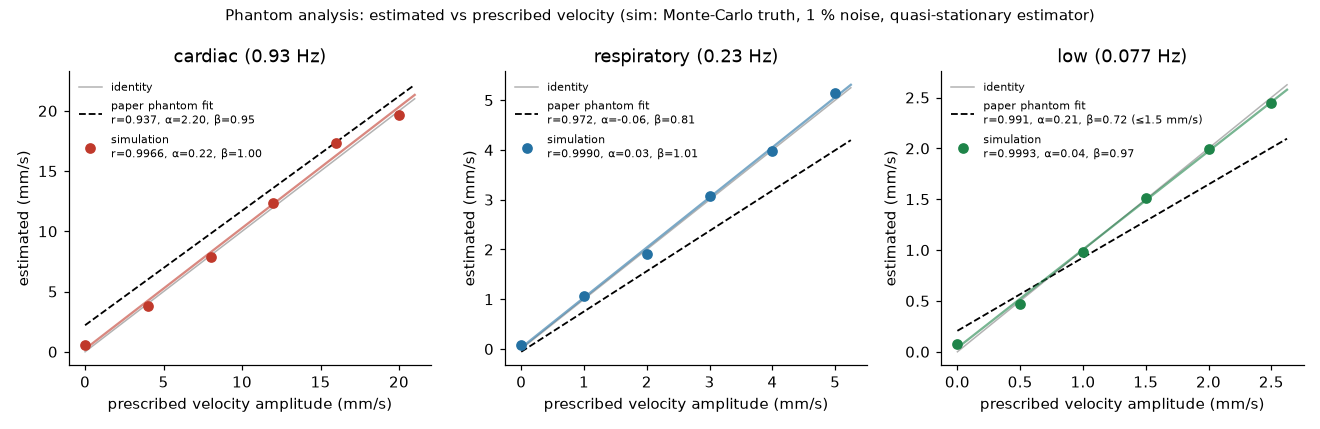 Phantom analysis: estimated vs prescribed velocity (sim: Monte-Carlo truth, 1 % noise, quasi-stationary estimator)
cardiac (0.93 Hz)
identity
paper phantom fit
r=0.937, α=2.20, β=0.95
simulation
r=0.9966, α=0.22, β=1.00
estimated (mm/s)
20
15
10
5
0
0 5 10 15 20
prescribed velocity amplitude (mm/s)
respiratory (0.23 Hz)
identity
paper phantom fit
r=0.972, α=-0.06, β=0.81
simulation
r=0.9990, α=0.03, β=1.01
estimated (mm/s)
5
4
3
2
1
0
0 1 2 3 4 5
prescribed velocity amplitude (mm/s)
low (0.077 Hz)
identity
paper phantom fit
r=0.991, α=0.21, β=0.72 (≤1.5 mm/s)
simulation
r=0.9993, α=0.04, β=0.97
estimated (mm/s)
2.5
2.0
1.5
1.0
0.5
0.0
0.0 0.5 1.0 1.5 2.0 2.5
prescribed velocity amplitude (mm/s)